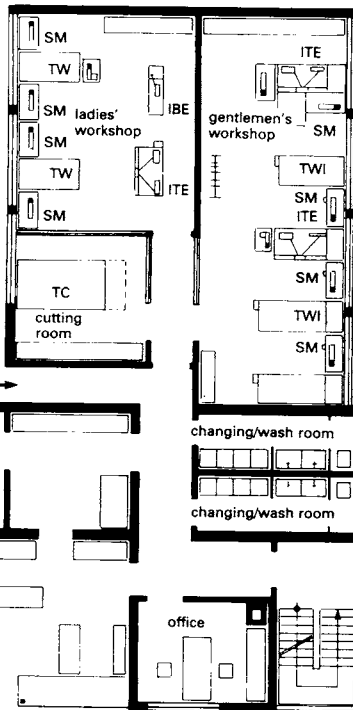 SM
TW
SM
ladies'
workshop
IBE
SM
TW
ITE
SM
TC
cutting
room
ITE
gentlemen's
workshop
SM
TWI
SM
ITE
SM
TWI
SM
changing/wash room
changing/wash room
office